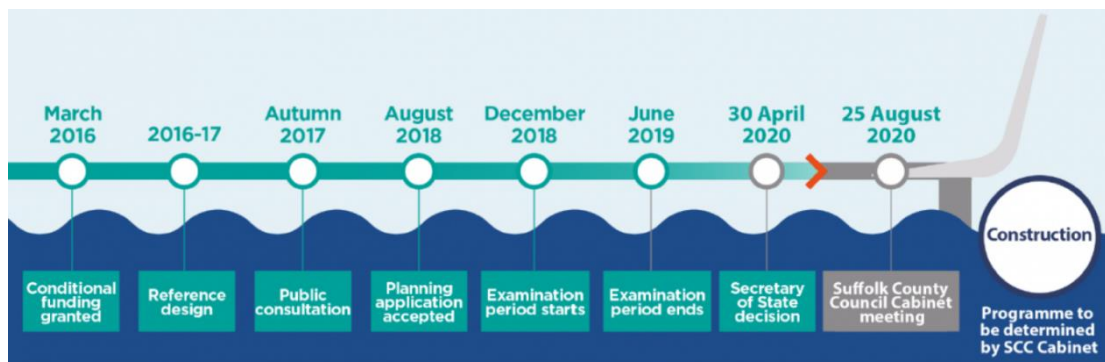 March
2016
2016-17
Autumn
2017
August
2018
December
2018
June
2019
30 April
2020
25 August
2020
Conditional
funding
granted
Reference
design
Public
consultation
Planning
application
accepted
Examination
period starts
Examination
period ends
Secretary
of State
decision
Suffolk County
Council Cabinet
meeting
Construction
Programme to
be determined
by SCC Cabinet